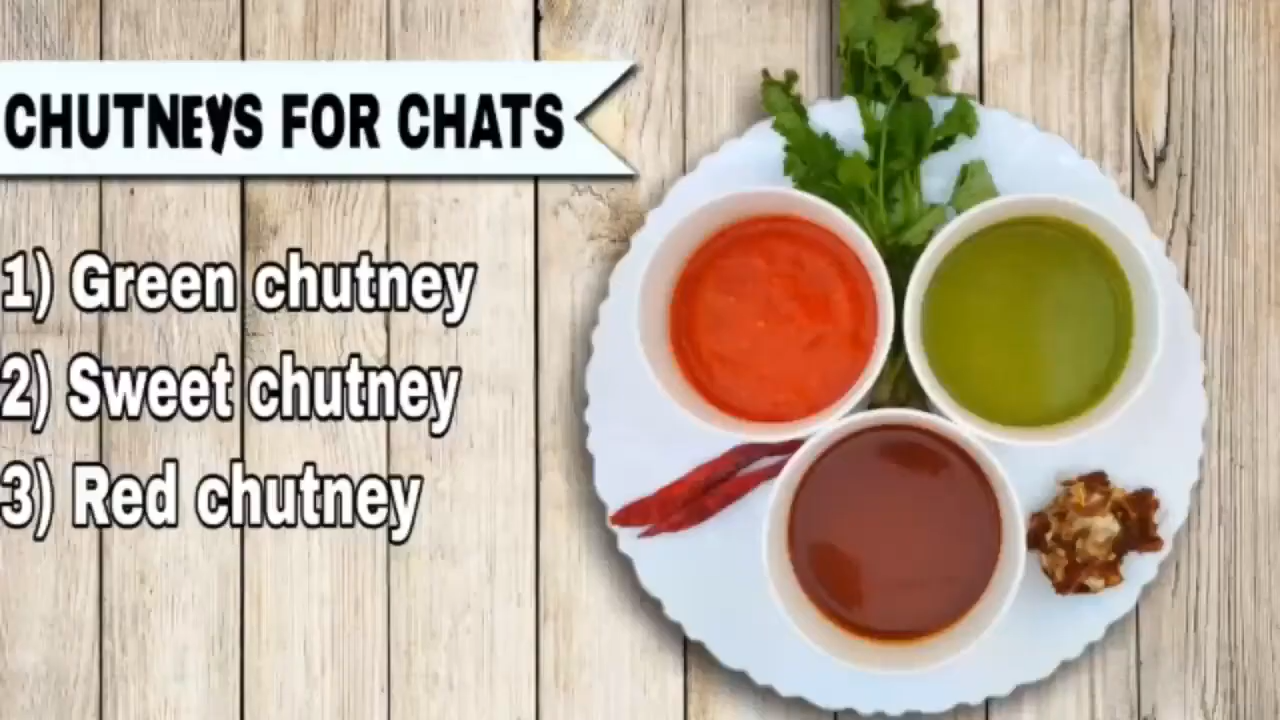 CHUTNEYS FOR CHATS
1) Green chutney
2) Sweet chutney
3) Red chutney